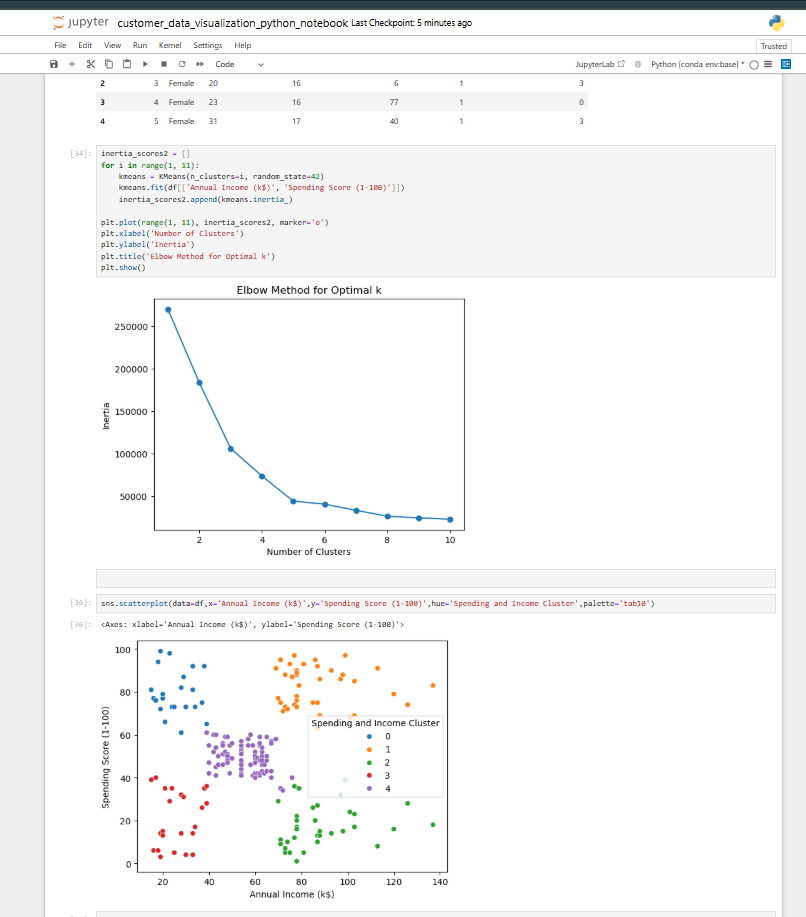 jupyter customer_data_visualization_python_notebook Last Checkpoint: 5 minutes ago
File Edit View Run Kernel Settings Help
Trusted
Code
JupyterLab
Python [conda env:base] *
2 3 Female 20 16 6 1 3
3 4 Female 23 16 77 1 0
4 5 Female 31 17 40 1 3
[34]:
inertia_scores2 = []
for i in range(1, 11):
    kmeans = KMeans(n_clusters=i, random_state=42)
    kmeans.fit(df[['Annual Income (k$)', 'Spending Score (1-100)']])
    inertia_scores2.append(kmeans.inertia_)
plt.plot(range(1, 11), inertia_scores2, marker='o')
plt.xlabel('Number of Clusters')
plt.ylabel('Inertia')
plt.title('Elbow Method for Optimal k')
plt.show()
Elbow Method for Optimal k
250000
200000
150000
100000
50000
Inertia
2 4 6 8 10
Number of Clusters
[36]:
sns.scatterplot(data=df,x='Annual Income (k$)',y='Spending Score (1-100)',hue='Spending and Income Cluster',palette='tab10')
[36]:
<Axes: xlabel='Annual Income (k$)', ylabel='Spending Score (1-100)'>
100
80
60
40
20
0
Spending Score (1-100)
Spending and Income Cluster
0
1
2
3
4
20 40 60 80 100 120 140
Annual Income (k$)